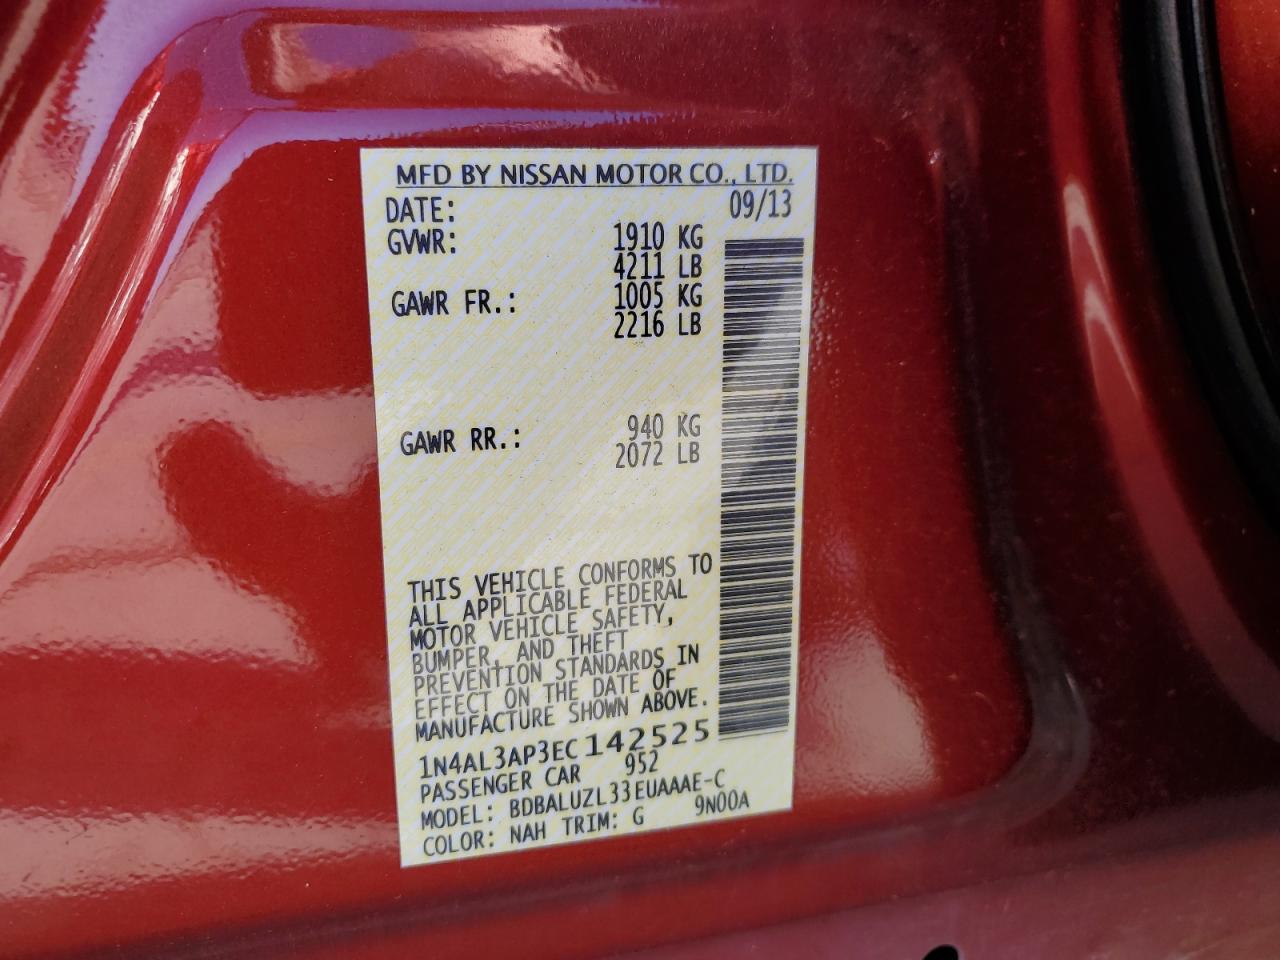 MFD BY NISSAN MOTOR CO., LTD.
DATE: 09/13
GVWR: 1910 KG
4211 LB
GAWR FR.: 1005 KG
2216 LB
GAWR RR.: 940 KG
2072 LB
THIS VEHICLE CONFORMS TO
ALL APPLICABLE FEDERAL
MOTOR VEHICLE SAFETY,
BUMPER, AND THEFT
PREVENTION STANDARDS IN
EFFECT ON THE DATE OF
MANUFACTURE SHOWN ABOVE.
1N4AL3AP3EC142525
PASSENGER CAR 952
MODEL: BDBALUZL33EUAAAE-C
COLOR: NAH TRIM: G 9N00A